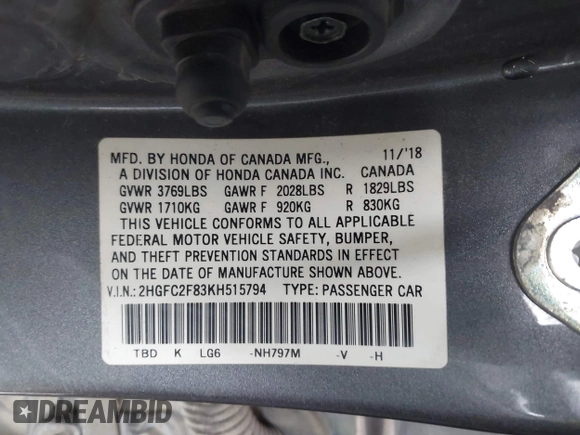 MFD. BY HONDA OF CANADA MFG., 11/'18
A DIVISION OF HONDA CANADA INC. CANADA
GVWR 3769LBS GAWR F 2028LBS R 1829LBS
GVWR 1710KG GAWR F 920KG R 830KG
THIS VEHICLE CONFORMS TO ALL APPLICABLE
FEDERAL MOTOR VEHICLE SAFETY, BUMPER,
AND THEFT PREVENTION STANDARDS IN EFFECT
ON THE DATE OF MANUFACTURE SHOWN ABOVE.
V.I.N.: 2HGFC2F83KH515794 TYPE: PASSENGER CAR
TBD K LG6 -NH797M -V -H
DREAMBID